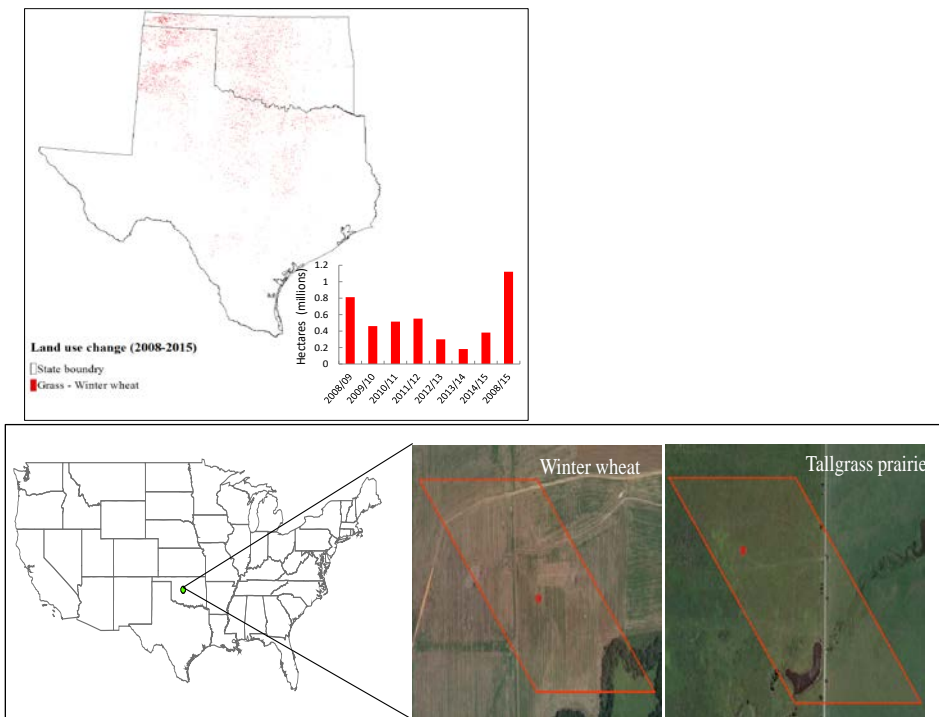 1.2
1
0.8
0.6
0.4
0.2
0
Hectares (millions)
2008/09
2009/10
2010/11
2011/12
2012/13
2013/14
2014/15
2008/15
Land use change (2008-2015)
State boundry
Grass - Winter wheat
Winter wheat
Tallgrass prairie